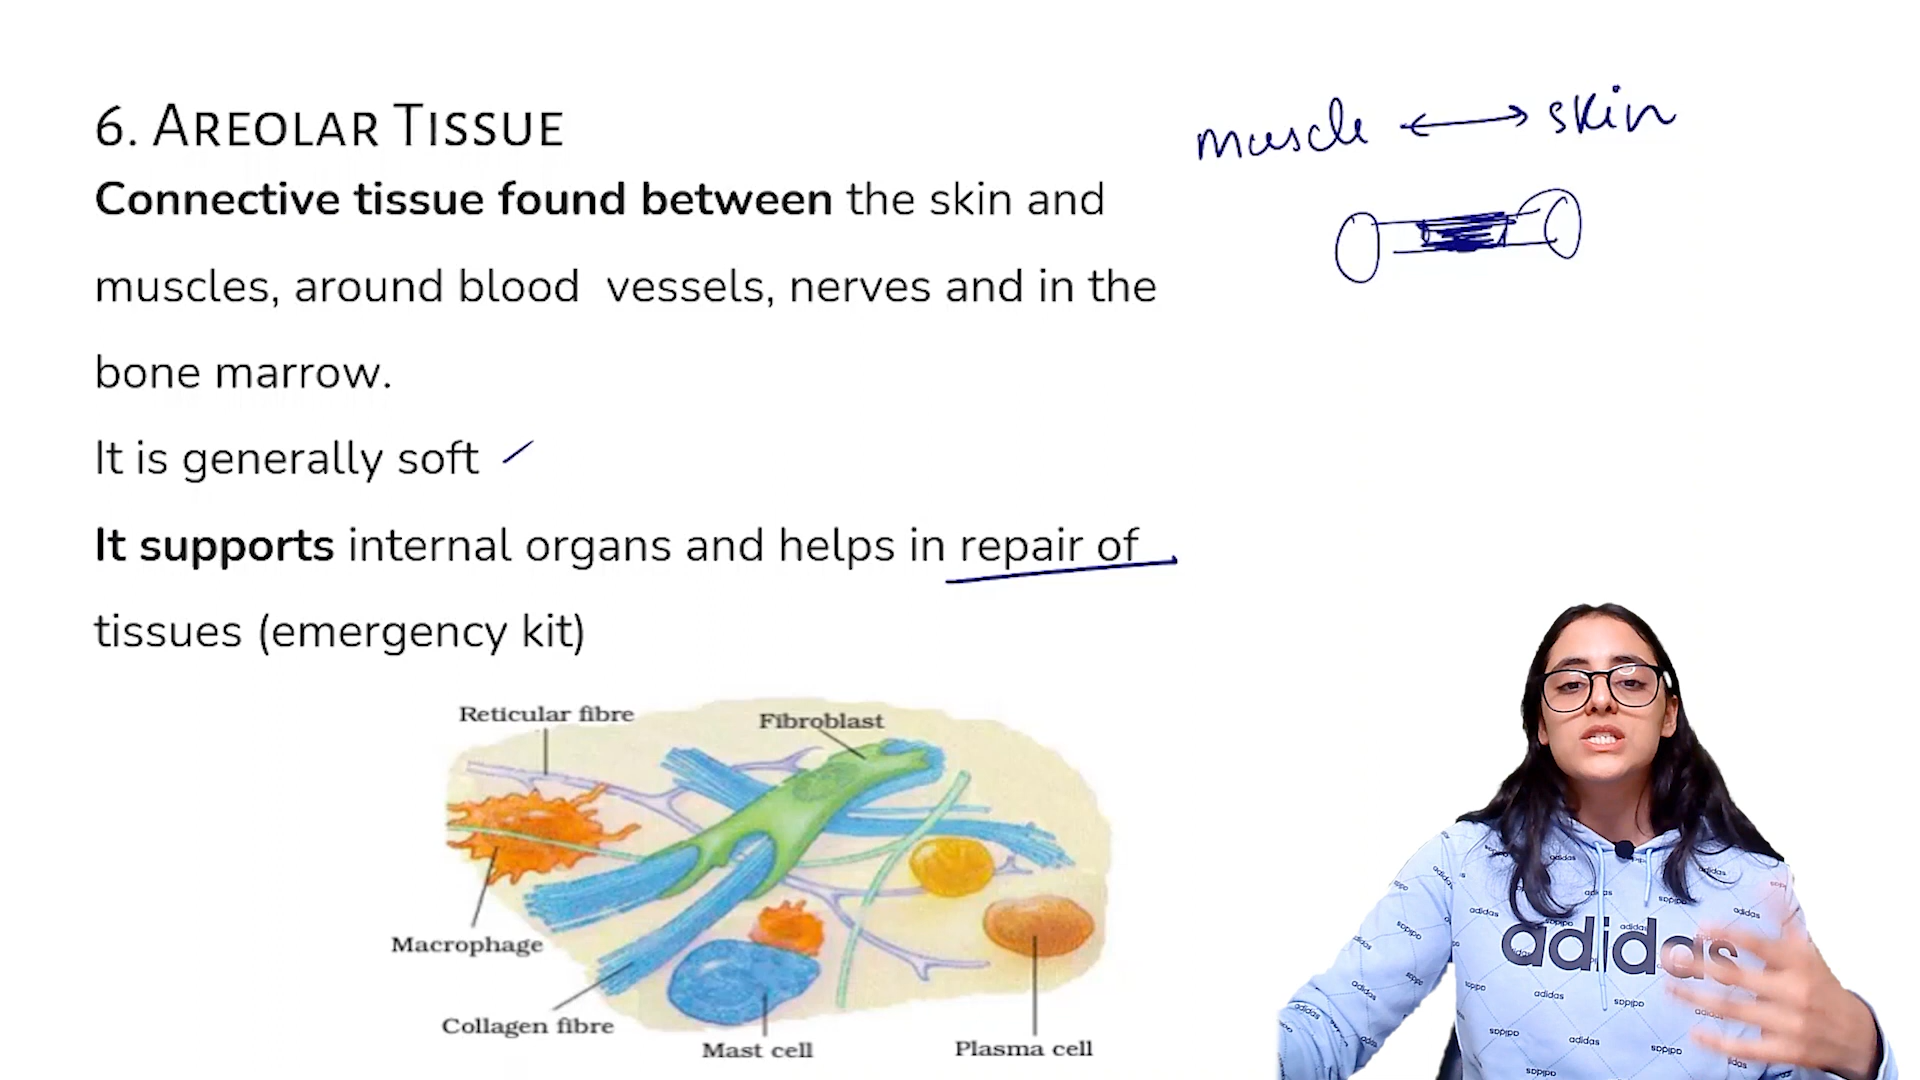 6. AREOLAR TISSUE
muscle ⟷ skin
Connective tissue found between the skin and
muscles, around blood vessels, nerves and in the
bone marrow.
It is generally soft
It supports internal organs and helps in repair of
tissues (emergency kit)
Reticular fibre
Fibroblast
Macrophage
Collagen fibre
Mast cell
Plasma cell
adidas